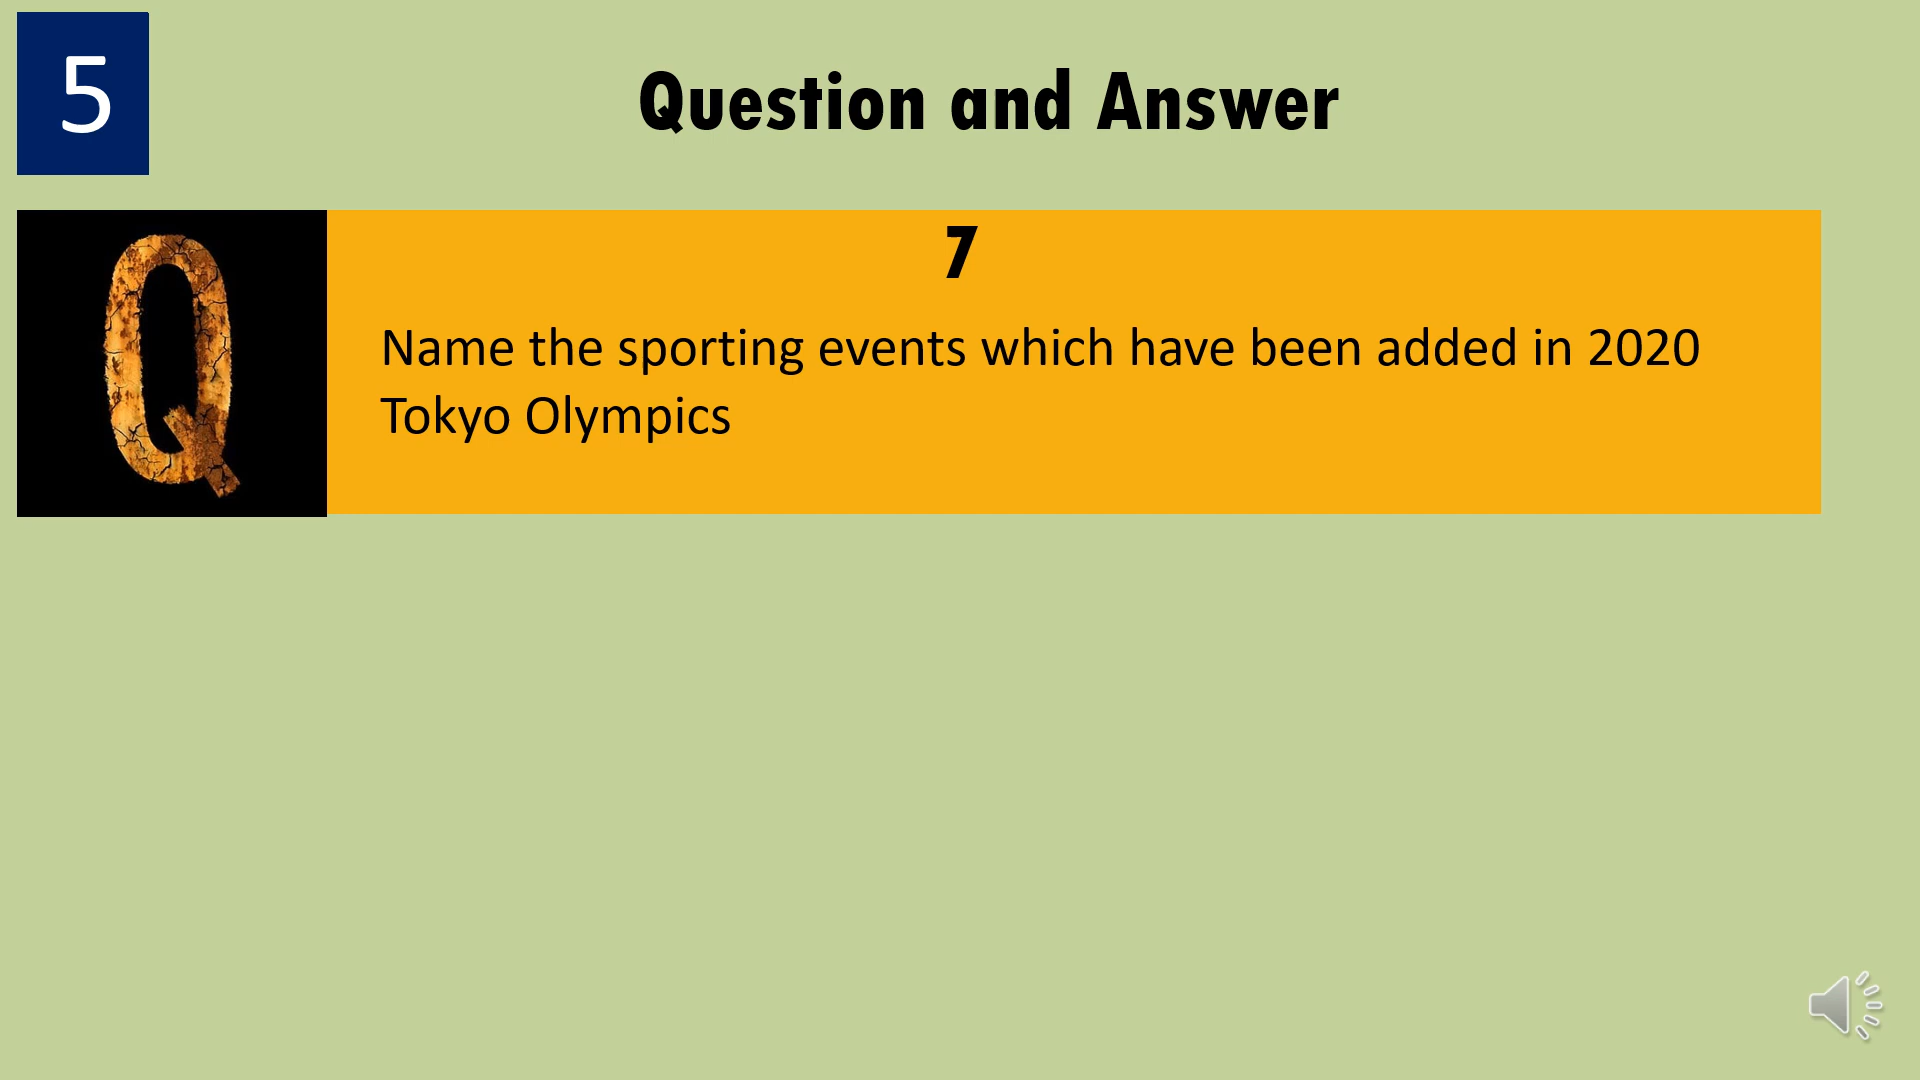 5
Question and Answer
Q
7
Name the sporting events which have been added in 2020
Tokyo Olympics